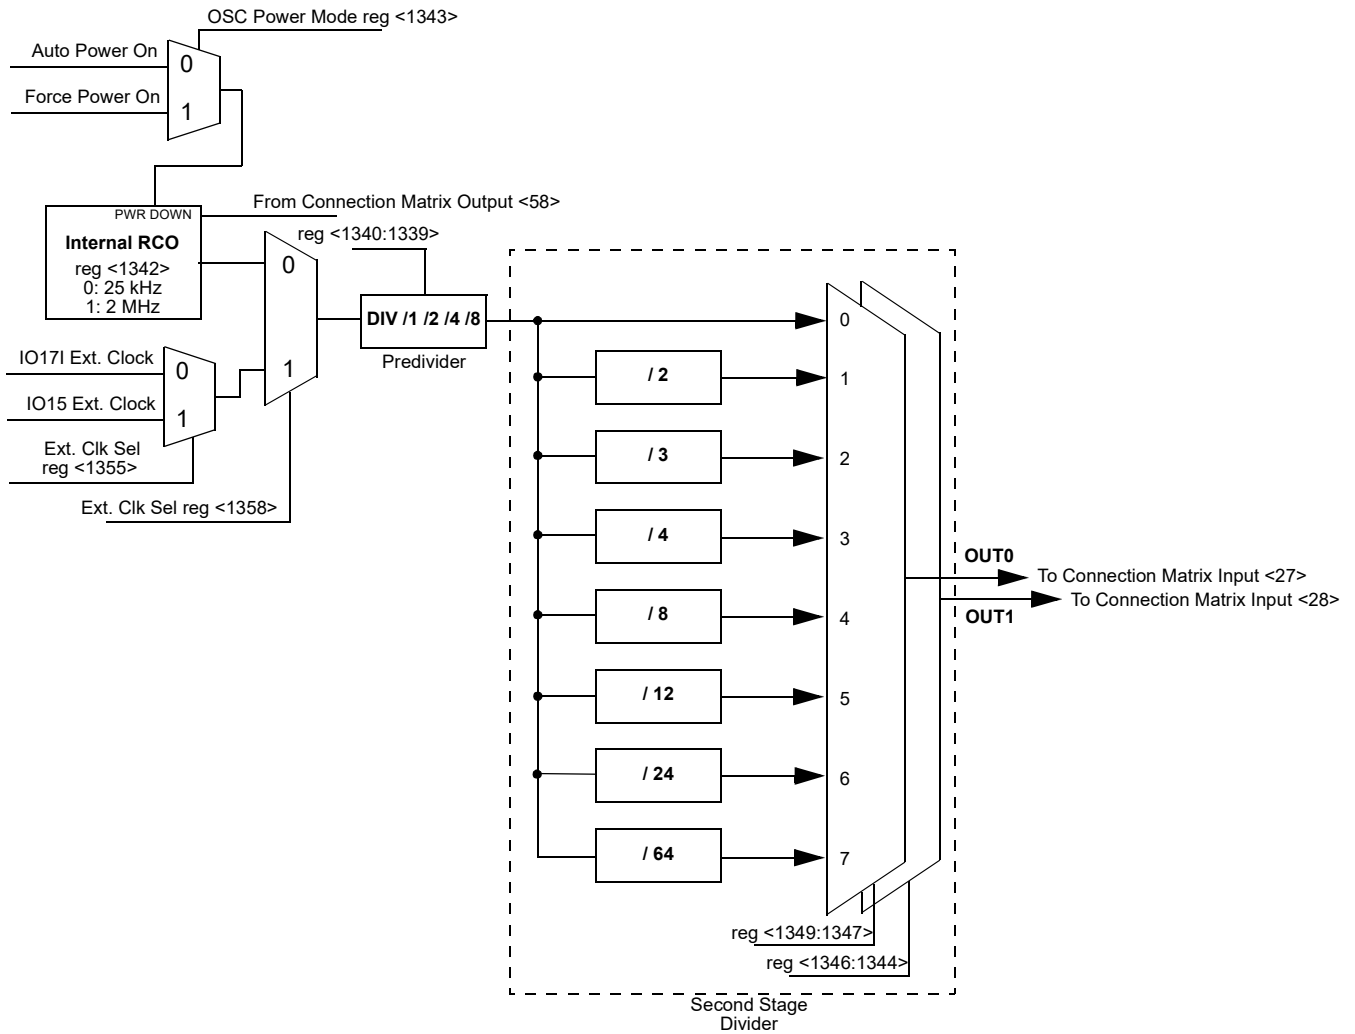 OSC Power Mode reg <1343>
Auto Power On
0
Force Power On
1
From Connection Matrix Output <58>
PWR DOWN
Internal RCO
reg <1342>
0: 25 kHz
1: 2 MHz
reg <1340:1339>
0
1
DIV /1 /2 /4 /8
Predivider
IO17I Ext. Clock
0
IO15 Ext. Clock
1
Ext. Clk Sel
reg <1355>
Ext. Clk Sel reg <1358>
0
/ 2
1
/ 3
2
/ 4
3
OUT0
To Connection Matrix Input <27>
To Connection Matrix Input <28>
OUT1
/ 8
4
/ 12
5
/ 24
6
/ 64
7
reg <1349:1347>
reg <1346:1344>
Second Stage
Divider